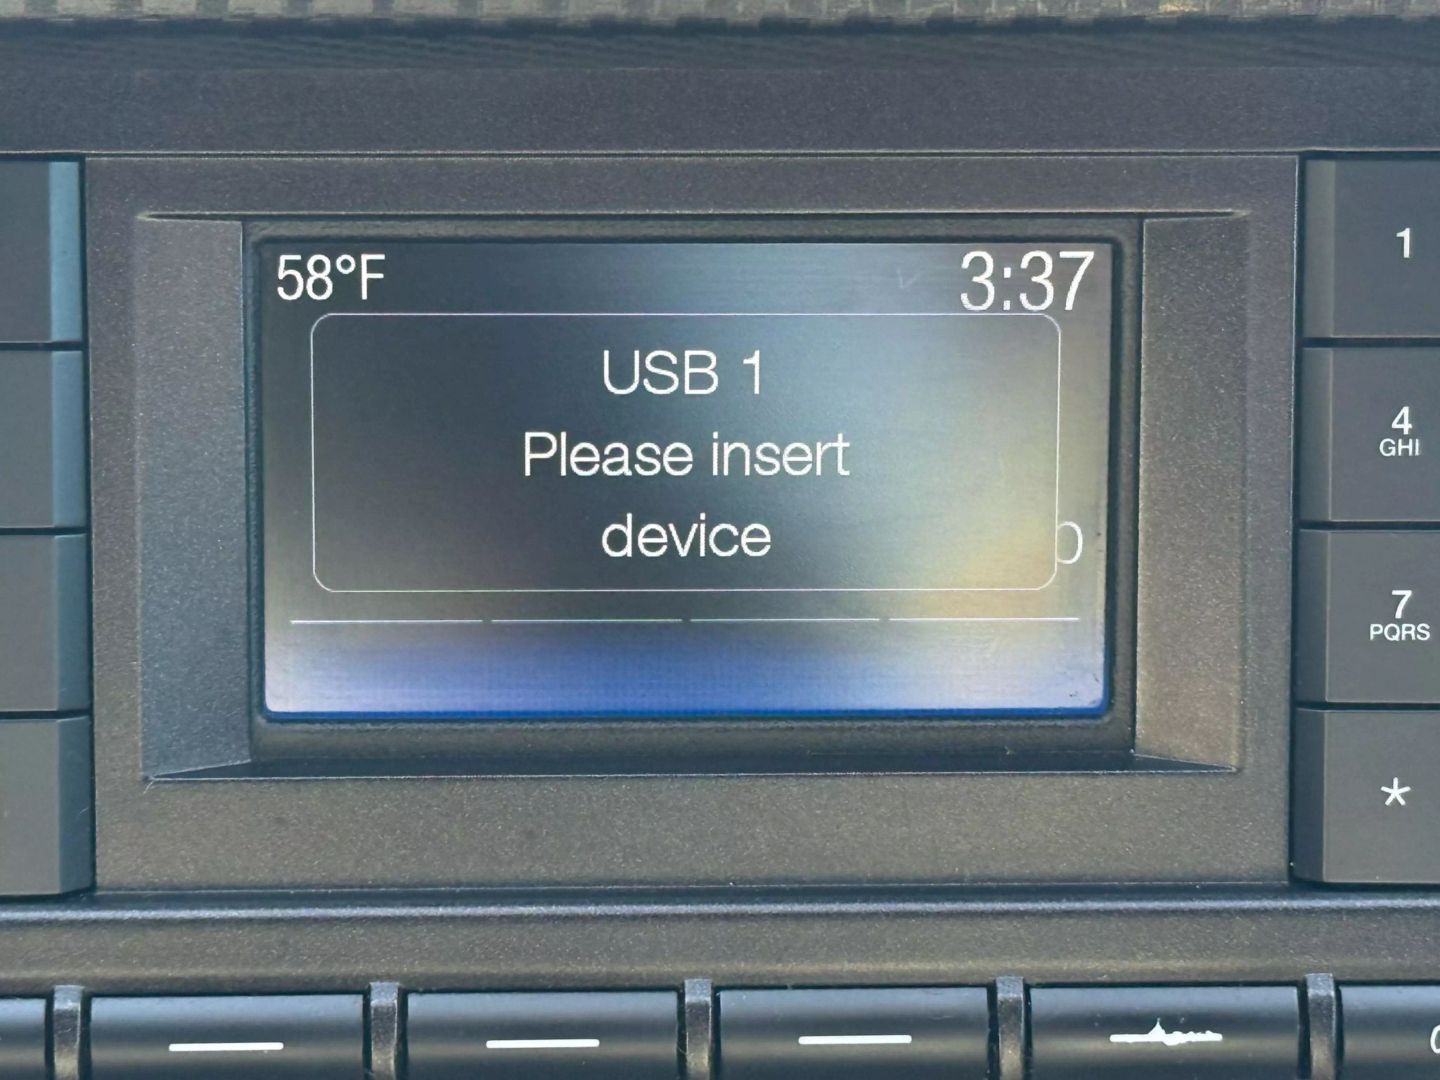 58°F
3:37
USB 1
Please insert
device
1
4
GHI
7
PQRS
*